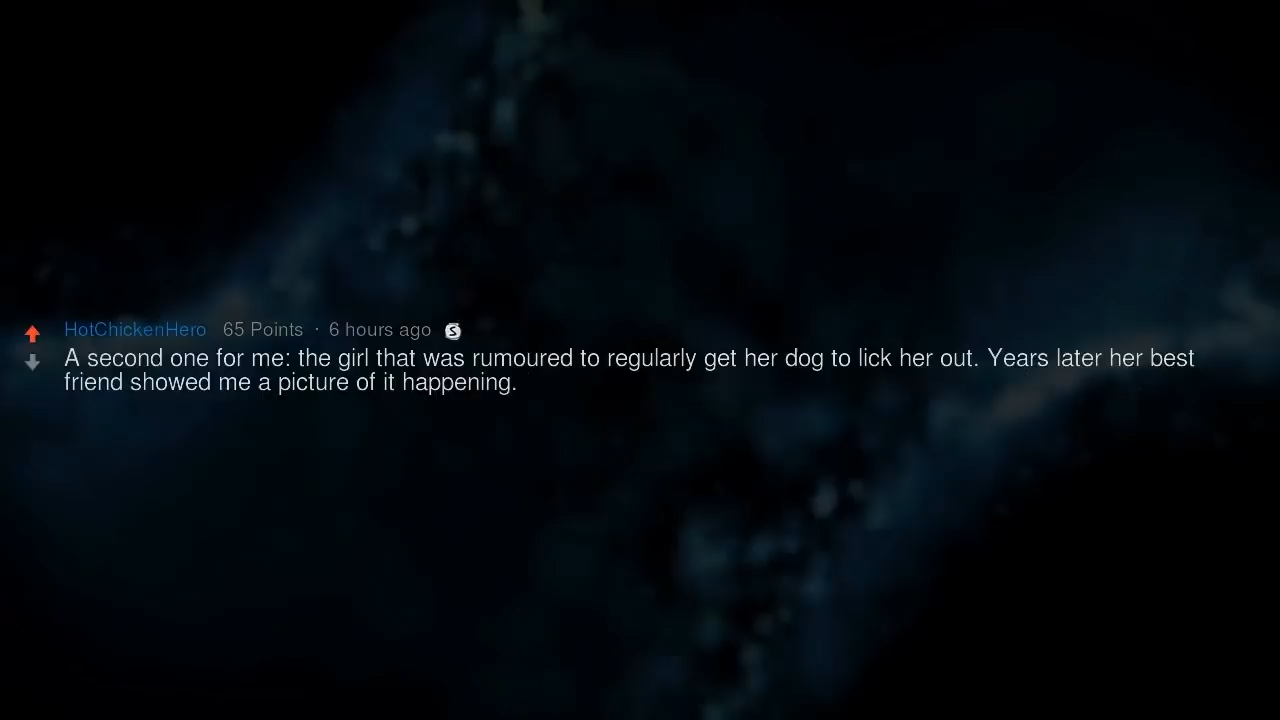 HotChickenHero 65 Points · 6 hours ago
A second one for me: the girl that was rumoured to regularly get her dog to lick her out. Years later her best
friend showed me a picture of it happening.